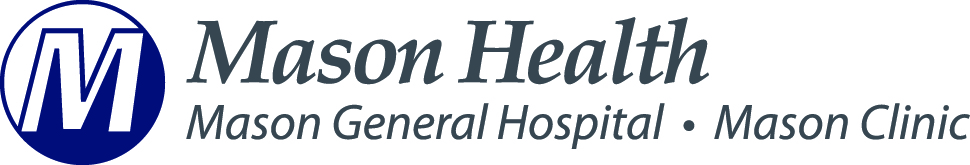 M
Mason Health
Mason General Hospital • Mason Clinic